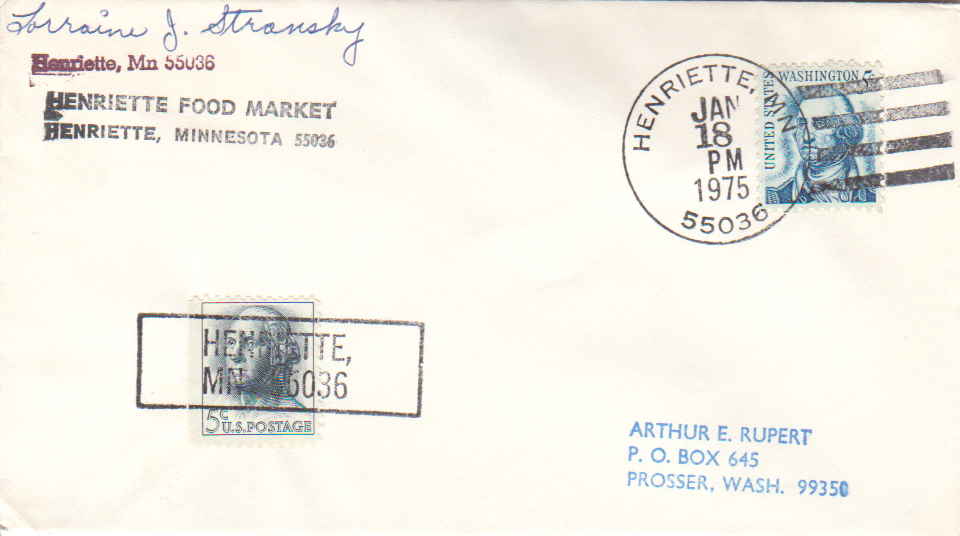 Lorraine J. Stransky
Henriette, Mn 55036
HENRIETTE FOOD MARKET
HENRIETTE, MINNESOTA 55036
HENRIETTE, MN
JAN
18
PM
1975
55036
UNITED STATES
WASHINGTON 5c
HENRIETTE,
MN 55036
5c U.S. POSTAGE
ARTHUR E. RUPERT
P. O. BOX 645
PROSSER, WASH. 99350